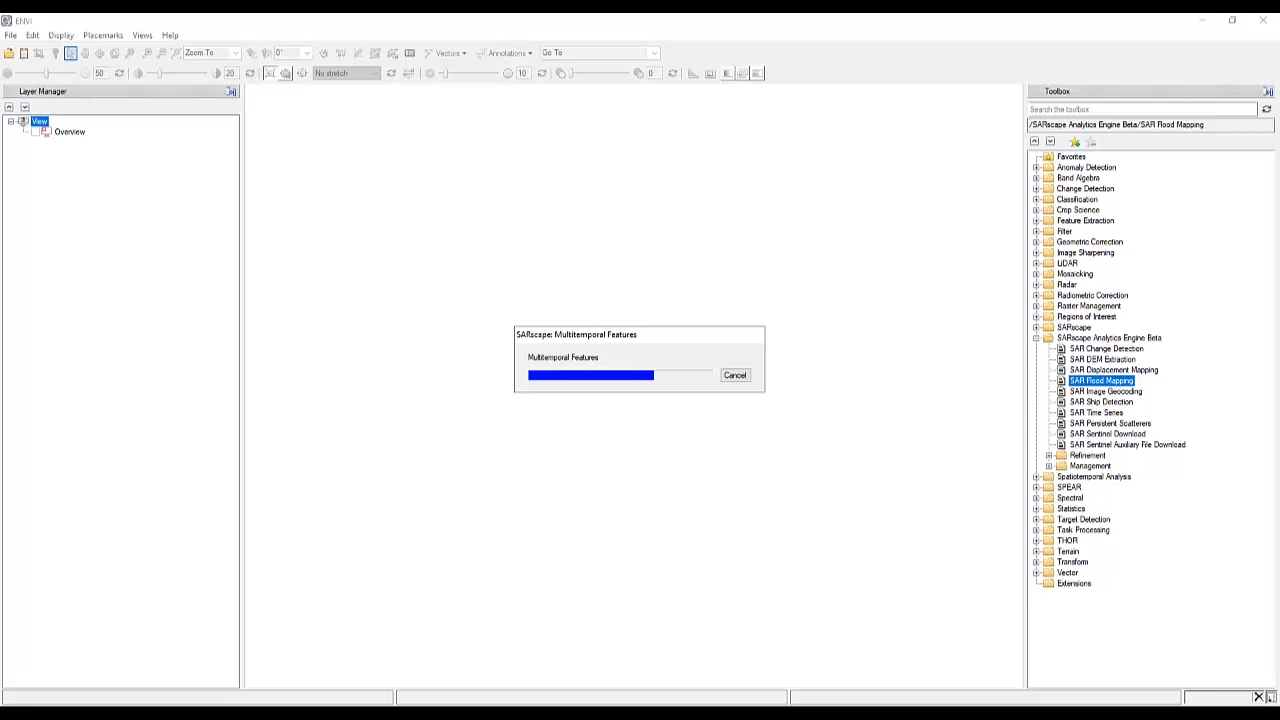 ENVI
File Edit Display Placemarks Views Help
Zoom To 0° Vectors Annotations Go To
50 20 No stretch 10 0
Layer Manager
View
Overview
Toolbox
Search the toolbox
/SARscape Analytics Engine Beta/SAR Flood Mapping
Favorites
Anomaly Detection
Band Algebra
Change Detection
Classification
Crop Science
Feature Extraction
Filter
Geometric Correction
Image Sharpening
LiDAR
Mosaicking
Radar
Radiometric Correction
Raster Management
Regions of Interest
SARscape
SARscape Analytics Engine Beta
SAR Change Detection
SAR DEM Extraction
SAR Displacement Mapping
SAR Flood Mapping
SAR Image Geocoding
SAR Ship Detection
SAR Time Series
SAR Persistent Scatterers
SAR Sentinel Download
SAR Sentinel Auxiliary File Download
Refinement
Management
Spatiotemporal Analysis
SPEAR
Spectral
Statistics
Target Detection
Task Processing
THOR
Terrain
Transform
Vector
Extensions
SARscape: Multitemporal Features
Multitemporal Features
Cancel